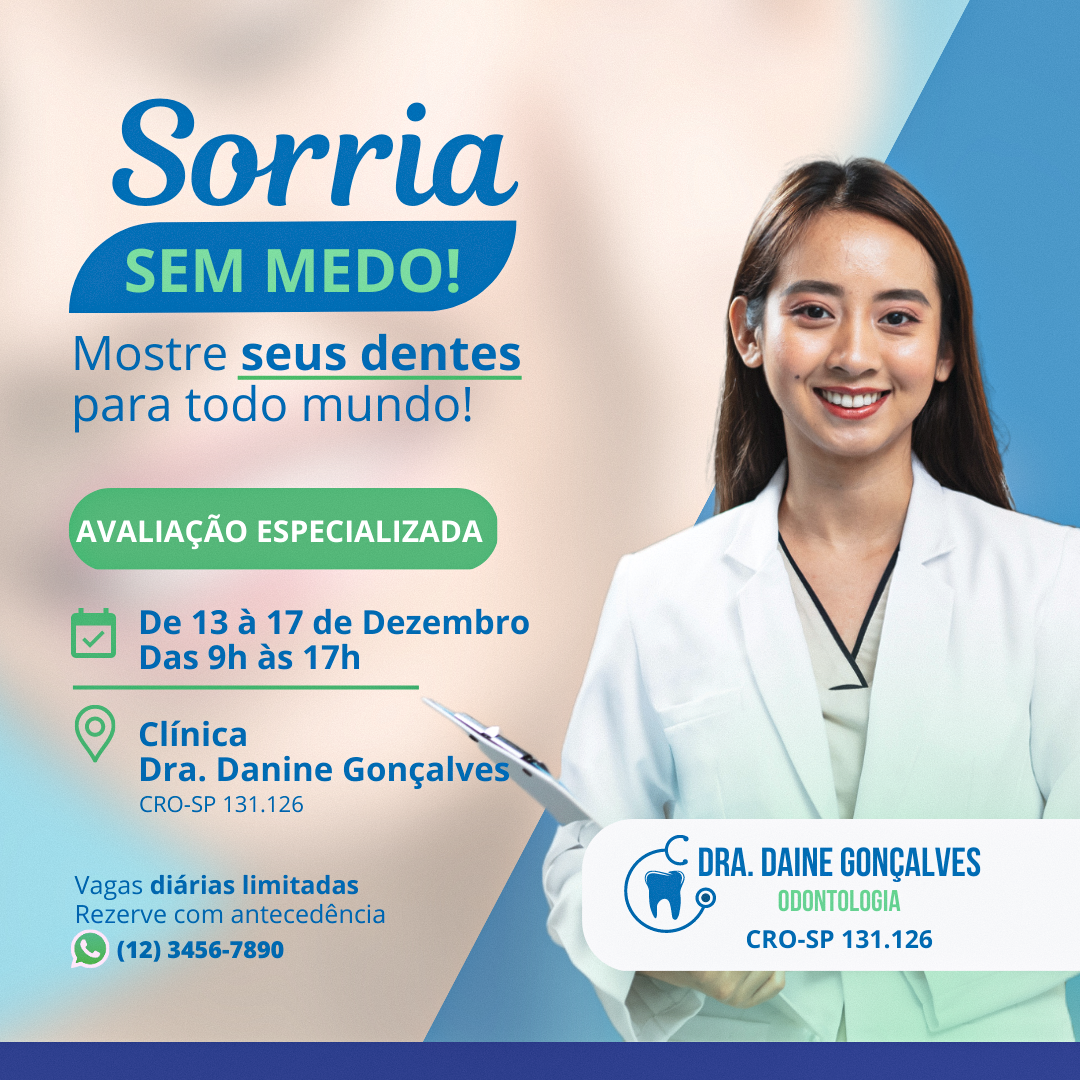 Sorria
SEM MEDO!
Mostre seus dentes
para todo mundo!
AVALIAÇÃO ESPECIALIZADA
De 13 à 17 de Dezembro
Das 9h às 17h
Clínica
Dra. Danine Gonçalves
CRO-SP 131.126
Vagas diárias limitadas
Rezerve com antecedência
(12) 3456-7890
DRA. DAINE GONÇALVES
ODONTOLOGIA
CRO-SP 131.126